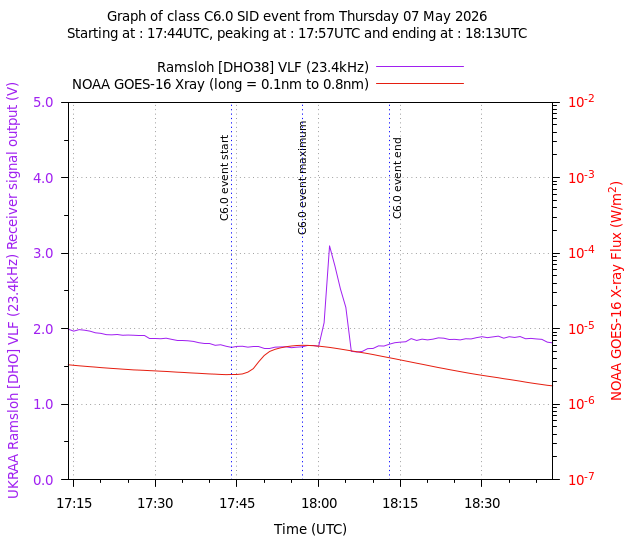 Graph of class C6.0 SID event from Thursday 07 May 2026
Starting at : 17:44UTC, peaking at : 17:57UTC and ending at : 18:13UTC
Ramsloh [DHO38] VLF (23.4kHz)
NOAA GOES-16 Xray (long = 0.1nm to 0.8nm)
UKRAA Ramsloh [DHO] VLF (23.4kHz) Receiver signal output (V)
5.0
4.0
3.0
2.0
1.0
0.0
C6.0 event start
C6.0 event maximum
C6.0 event end
10-2
10-3
10-4
10-5
10-6
10-7
NOAA GOES-16 X-ray Flux (W/m2)
17:15 17:30 17:45 18:00 18:15 18:30
Time (UTC)